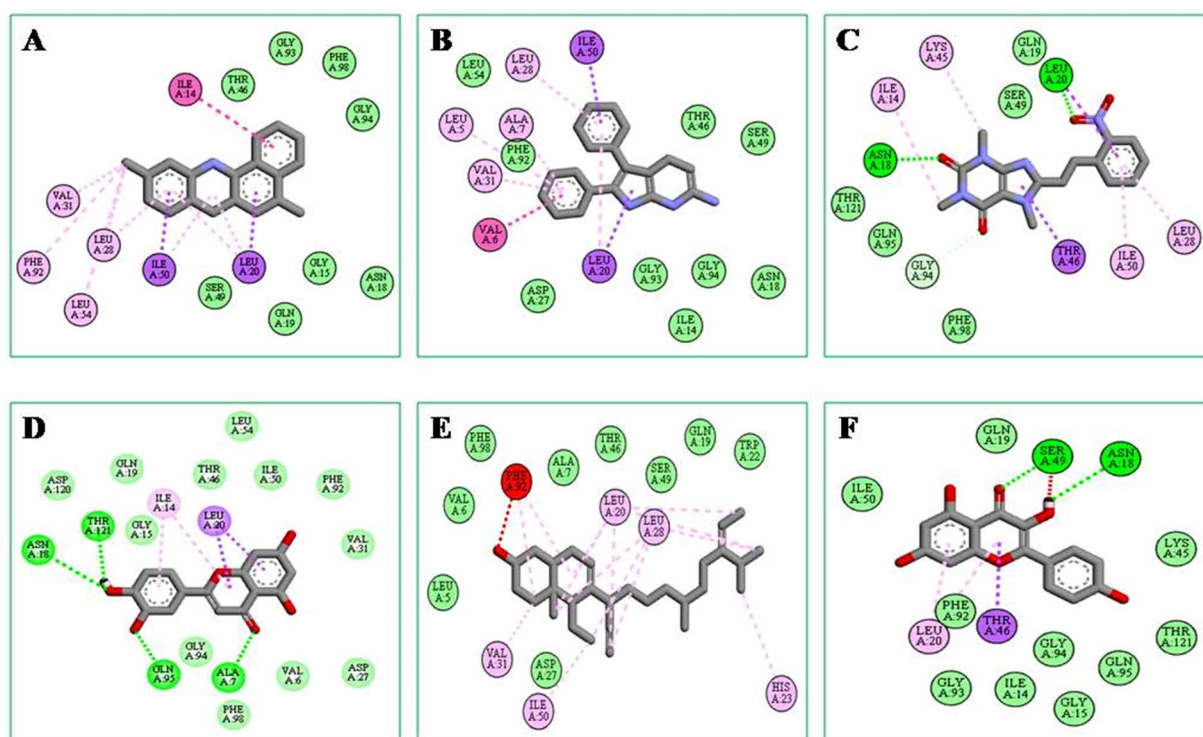 A
GLY
A:93
PHE
A:98
THR
A:46
ILE
A:14
GLY
A:94
VAL
A:31
LEU
A:28
PHE
A:92
ILE
A:50
LEU
A:20
GLY
A:15
ASN
A:18
SER
A:49
LEU
A:54
GLN
A:19
B
ILE
A:50
LEU
A:28
LEU
A:54
LEU
A:5
ALA
A:7
THR
A:46
SER
A:49
PHE
A:92
VAL
A:31
VAL
A:6
LEU
A:20
GLY
A:93
GLY
A:94
ASN
A:18
ASP
A:27
ILE
A:14
C
LYS
A:45
GLN
A:19
LEU
A:20
ILE
A:14
SER
A:49
ASN
A:18
THR
A:121
GLN
A:95
LEU
A:28
GLY
A:94
THR
A:46
ILE
A:50
PHE
A:98
D
LEU
A:54
GLN
A:19
THR
A:46
ILE
A:50
ASP
A:120
PHE
A:92
ILE
A:14
THR
A:121
GLY
A:15
LEU
A:20
ASN
A:18
VAL
A:31
GLY
A:94
GLN
A:95
ALA
A:7
VAL
A:6
ASP
A:27
PHE
A:98
E
PHE
A:98
THR
A:46
GLN
A:19
TRP
A:22
ALA
A:7
PHE
A:92
SER
A:49
VAL
A:6
LEU
A:20
LEU
A:28
LEU
A:5
VAL
A:31
ASP
A:27
HIS
A:23
ILE
A:50
F
GLN
A:19
SER
A:49
ASN
A:18
ILE
A:50
LYS
A:45
PHE
A:92
LEU
A:20
THR
A:46
GLY
A:94
THR
A:121
GLN
A:95
GLY
A:93
ILE
A:14
GLY
A:15